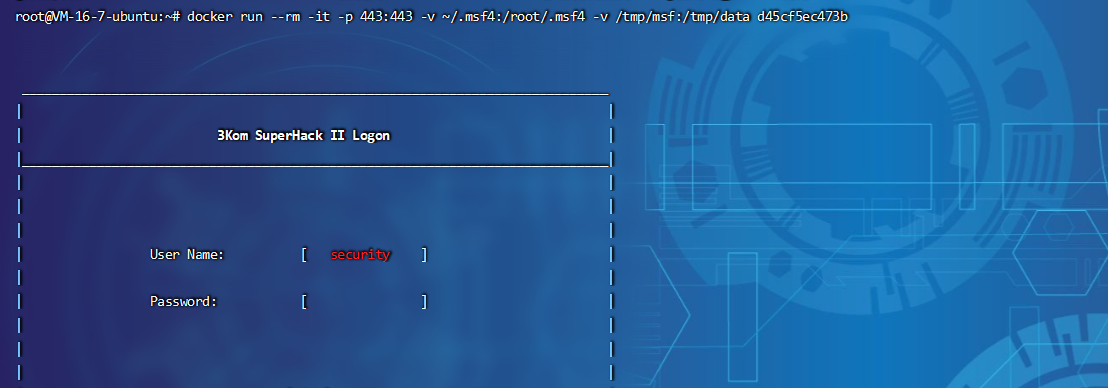 root@VM-16-7-ubuntu:~# docker run --rm -it -p 443:443 -v ~/.msf4:/root/.msf4 -v /tmp/msf:/tmp/data d45cf5ec473b
3Kom SuperHack II Logon
User Name: [ security ]
Password: [ ]